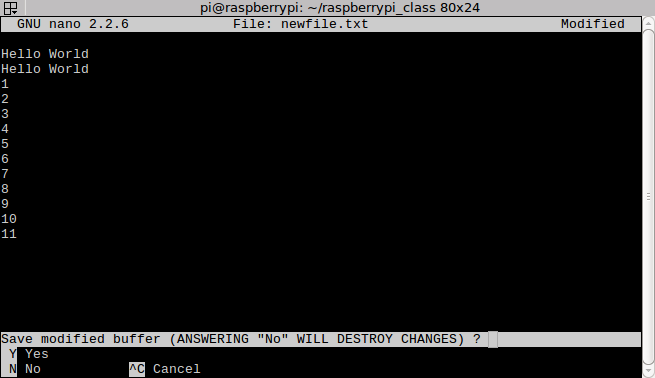 pi@raspberrypi: ~/raspberrypi_class 80x24
GNU nano 2.2.6 File: newfile.txt Modified
Hello World
Hello World
1
2
3
4
5
6
7
8
9
10
11
Save modified buffer (ANSWERING "No" WILL DESTROY CHANGES) ?
Y Yes
N No ^C Cancel